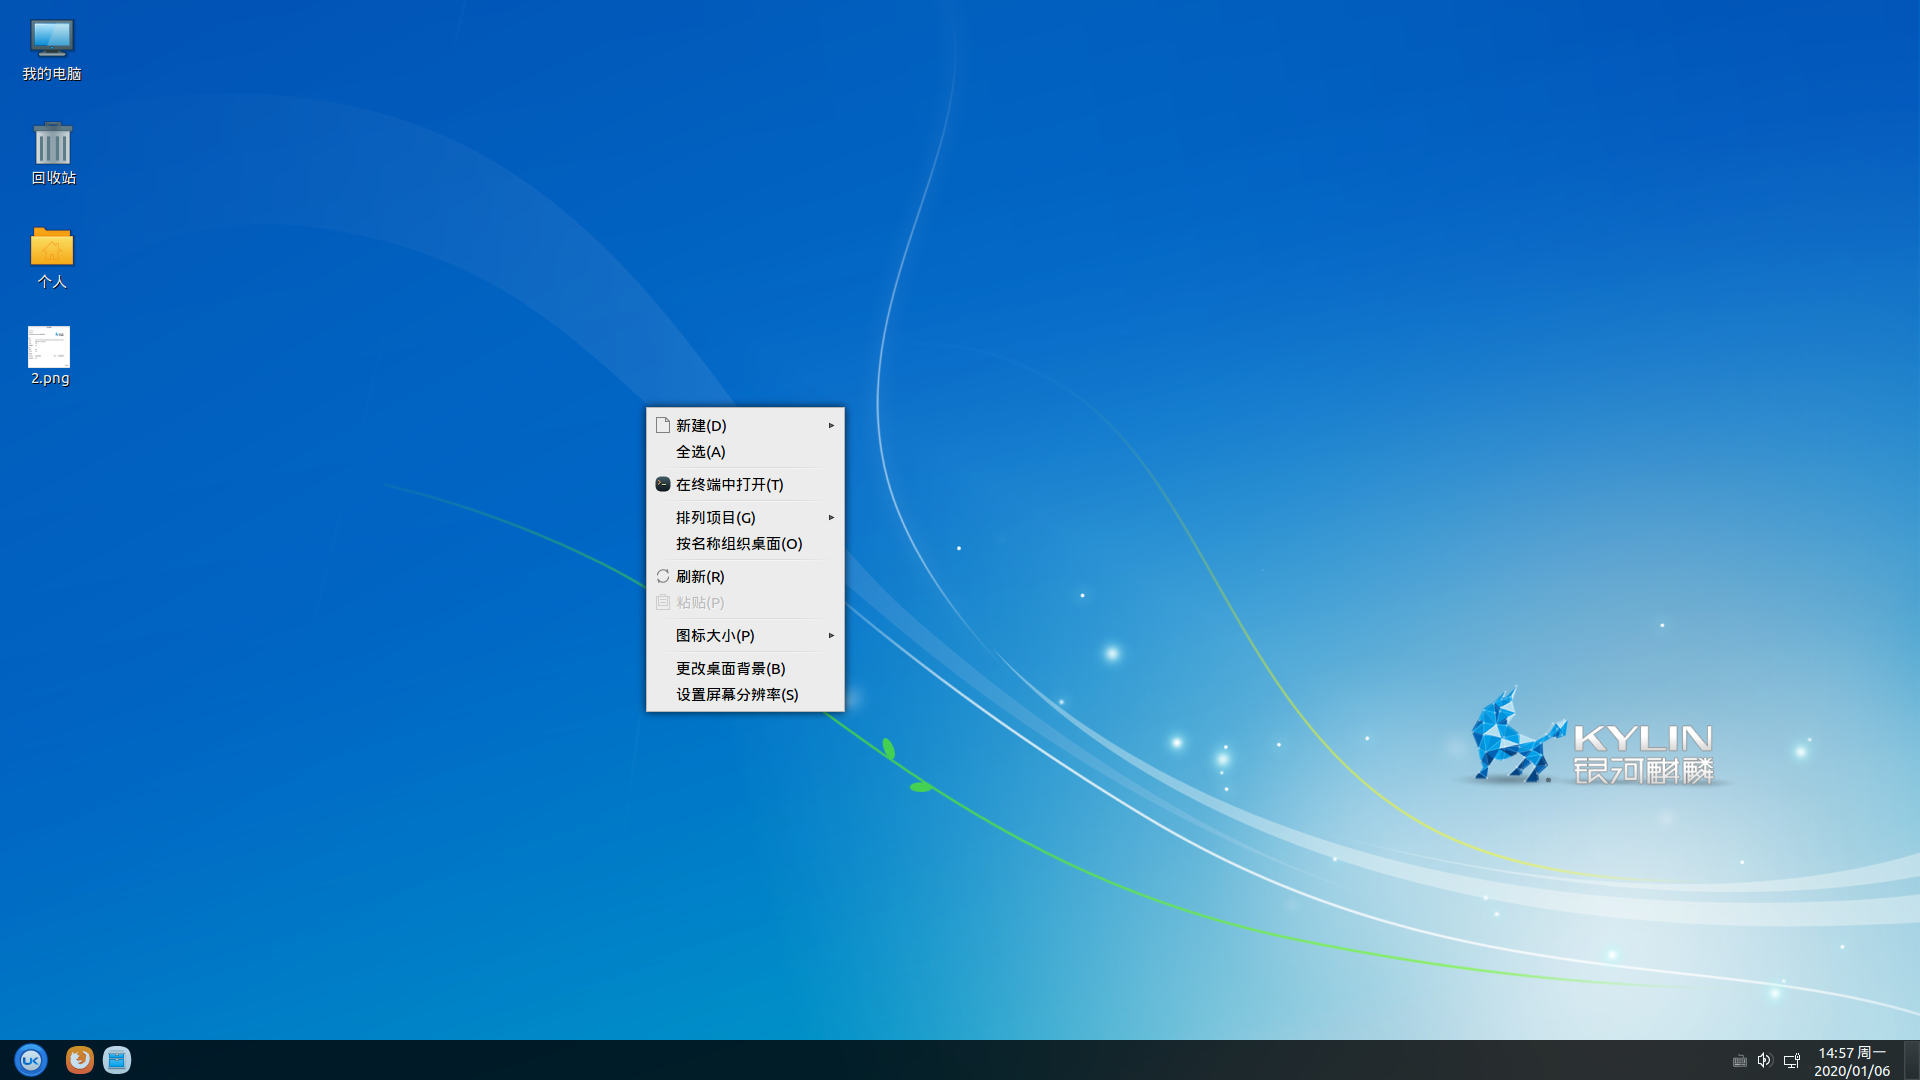 我的电脑
回收站
个人
2.png
新建(D)
全选(A)
在终端中打开(T)
排列项目(G)
按名称组织桌面(O)
刷新(R)
粘贴(P)
图标大小(P)
更改桌面背景(B)
设置屏幕分辨率(S)
KYLIN
银河麒麟
UK
14:57 周一
2020/01/06